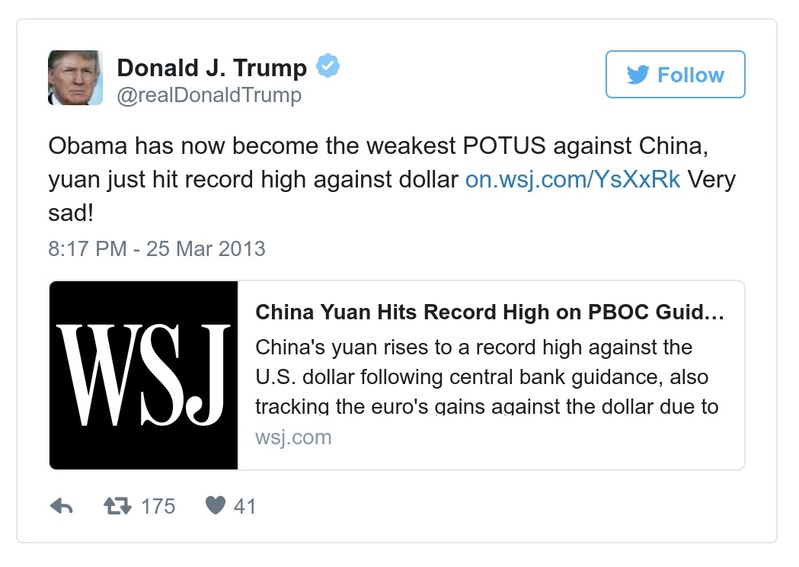 Donald J. Trump
@realDonaldTrump
Follow
Obama has now become the weakest POTUS against China,
yuan just hit record high against dollar on.wsj.com/YsXxRk Very
sad!
8:17 PM - 25 Mar 2013
WSJ
China Yuan Hits Record High on PBOC Guid...
China's yuan rises to a record high against the
U.S. dollar following central bank guidance, also
tracking the euro's gains against the dollar due to
wsj.com
175
41